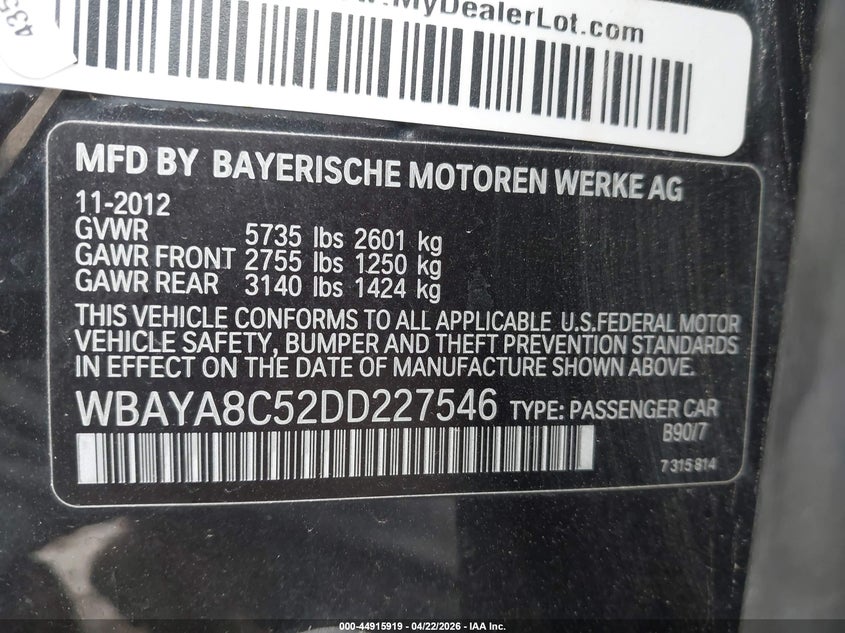 435
MyDealerLot.com
MFD BY BAYERISCHE MOTOREN WERKE AG
11-2012
GVWR 5735 lbs 2601 kg
GAWR FRONT 2755 lbs 1250 kg
GAWR REAR 3140 lbs 1424 kg
THIS VEHICLE CONFORMS TO ALL APPLICABLE U.S.FEDERAL MOTOR
VEHICLE SAFETY, BUMPER AND THEFT PREVENTION STANDARDS
IN EFFECT ON THE DATE OF MANUFACTURE SHOWN ABOVE.
WBAYA8C52DD227546 TYPE: PASSENGER CAR
B90/7
7315814
000-44915919 - 04/22/2026 - IAA Inc.